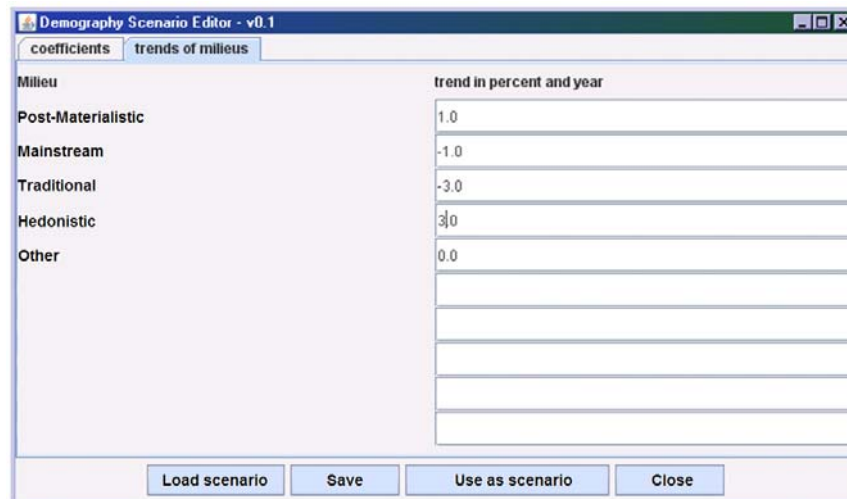 Demography Scenario Editor - v0.1
coefficients trends of milieus
Milieu trend in percent and year
Post-Materialistic 1.0
Mainstream -1.0
Traditional -3.0
Hedonistic 3.0
Other 0.0
Load scenario Save Use as scenario Close